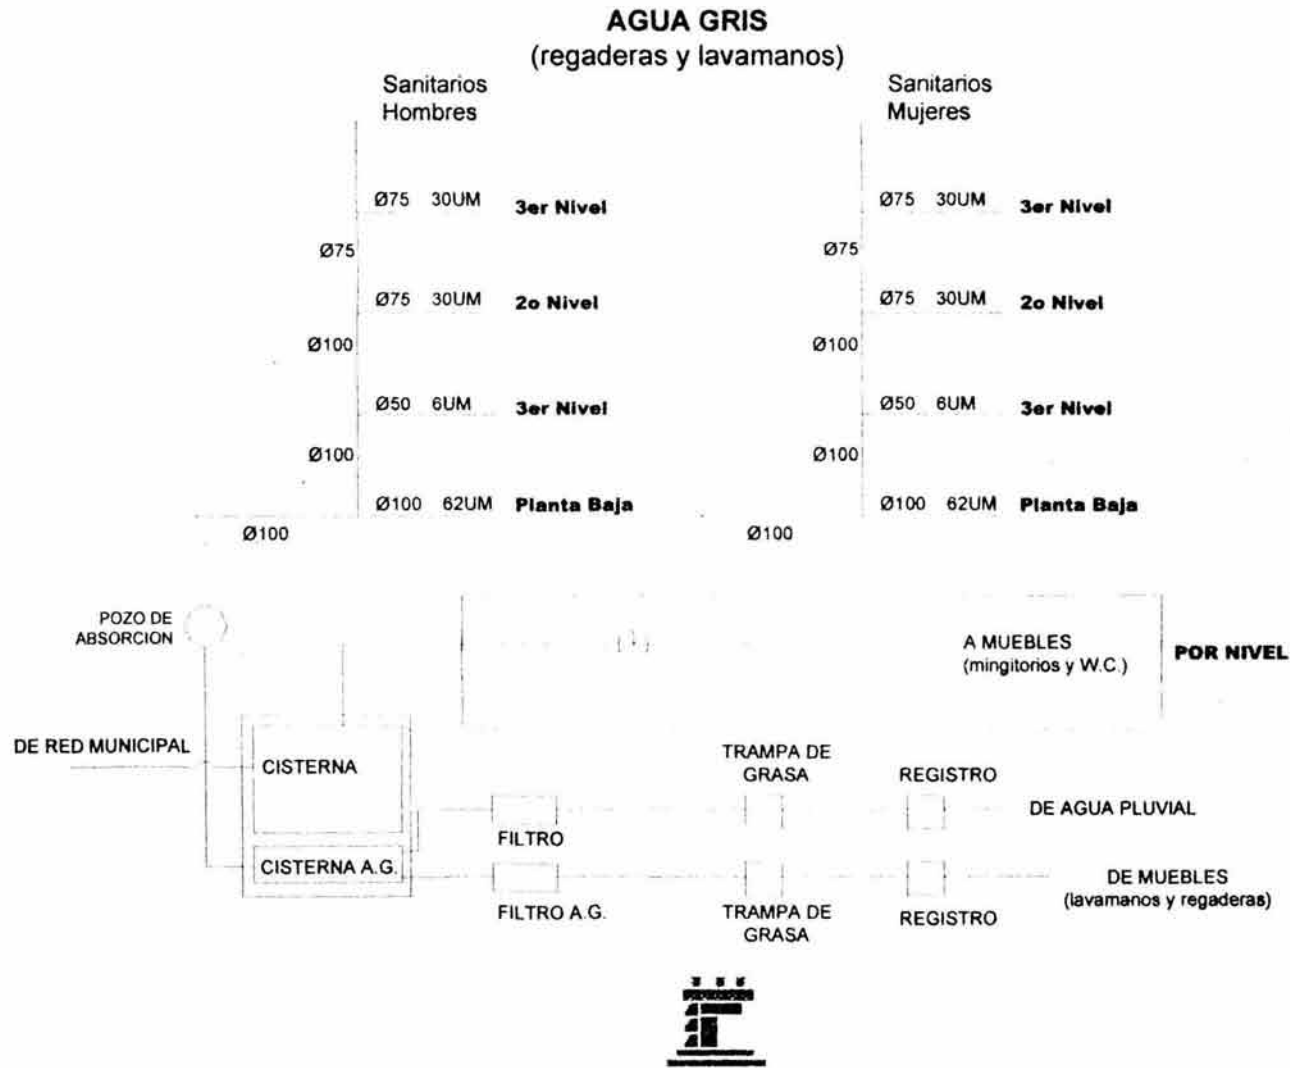 AGUA GRIS
(regaderas y lavamanos)
Sanitarios
Hombres
Sanitarios
Mujeres
Ø75 30UM 3er Nivel
Ø75 30UM 3er Nivel
Ø75
Ø75
Ø75 30UM 2o Nivel
Ø75 30UM 2o Nivel
Ø100
Ø100
Ø50 6UM 3er Nivel
Ø50 6UM 3er Nivel
Ø100
Ø100
Ø100 62UM Planta Baja
Ø100 62UM Planta Baja
Ø100
Ø100
POZO DE
ABSORCION
A MUEBLES
(mingitorios y W.C.)
POR NIVEL
DE RED MUNICIPAL
CISTERNA
TRAMPA DE
GRASA
REGISTRO
DE AGUA PLUVIAL
FILTRO
CISTERNA A.G.
DE MUEBLES
(lavamanos y regaderas)
FILTRO A.G.
TRAMPA DE
GRASA
REGISTRO